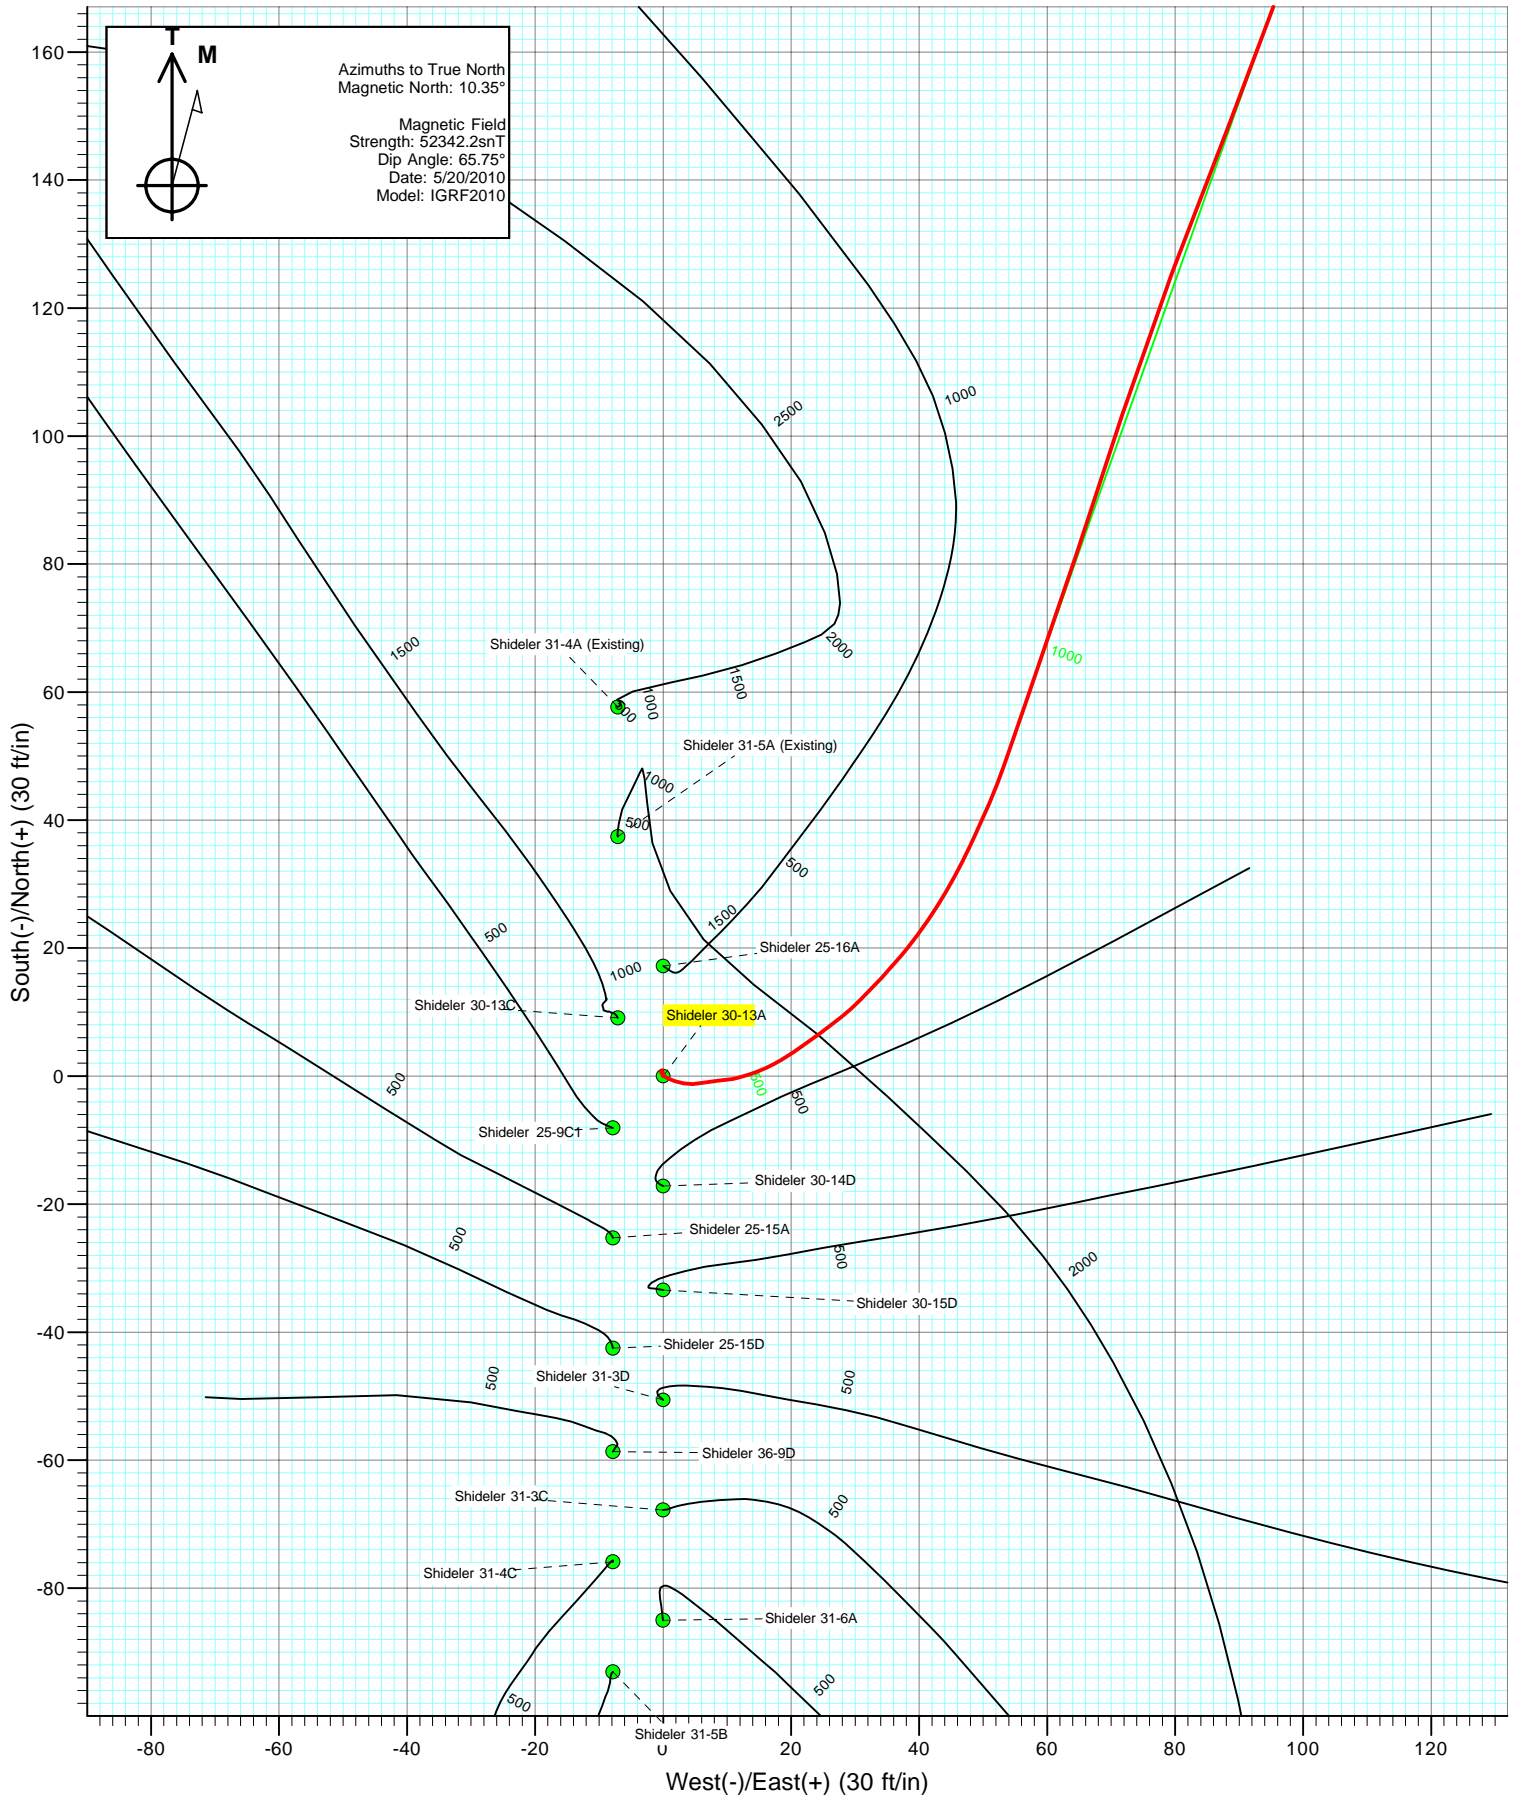 T
M
Azimuths to True North
Magnetic North: 10.35°
Magnetic Field
Strength: 52342.2snT
Dip Angle: 65.75°
Date: 5/20/2010
Model: IGRF2010
160
140
120
100
80
60
40
20
0
-20
-40
-60
-80
South(-)/North(+) (30 ft/in)
2500
1000
1500
Shideler 31-4A (Existing)
2000
1000
1500
1000
Shideler 31-5A (Existing)
1000
500
500
500
1500
Shideler 25-16A
1000
Shideler 30-13C
Shideler 30-13A
500
500
500
Shideler 25-9C1
Shideler 30-14D
Shideler 25-15A
500
500
2000
Shideler 30-15D
Shideler 25-15D
Shideler 31-3D
500
500
Shideler 36-9D
Shideler 31-3C
500
Shideler 31-4C
Shideler 31-6A
500
500
Shideler 31-5B
-80
-60
-40
-20
0
20
40
60
80
100
120
West(-)/East(+) (30 ft/in)